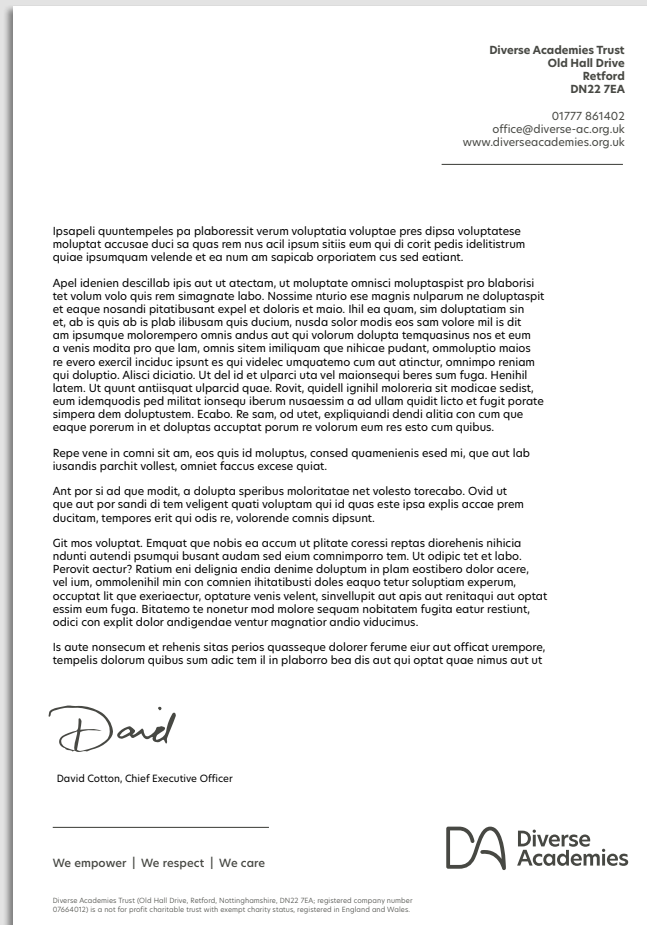 Diverse Academies Trust
Old Hall Drive
Retford
DN22 7EA
01777 861402
office@diverse-ac.org.uk
www.diverseacademies.org.uk
Ipsapeli quuntempeles pa plaboressit verum voluptatia voluptae pres dipsa voluptatese
moluptat accusae duci sa quas rem nus acil ipsum sitiis eum qui di corit pedis idelitistrum
quiae ipsumquam velende et ea num am sapicab orporiatem cus sed eatiant.
Apel idenien descillab ipis aut ut atectam, ut moluptate omnisci moluptaspist pro blaborisi
tet volum volo quis rem simagnate labo. Nossime nturio ese magnis nulparum ne doluptaspit
et eaque nosandi pitatibusant expel et doloris et maio. Ihil ea quam, sim doluptatiam sin
et, ab is quis ab is plab ilibusam quis ducium, nusda solor modis eos sam volore mil is dit
am ipsumque molorempero omnis andus aut qui volorum dolupta temquasinus nos et eum
a venis modita pro que lam, omnis sitem imiliquam que nihicae pudant, ommoluptio maios
re evero exercil inciduc ipsunt es qui videlec umquatemo cum aut atinctur, omnimpo reniam
qui doluptio. Alisci diciatio. Ut del id et ulparci uta vel maionsequi beres sum fuga. Henihil
latem. Ut quunt antiisquat ulparcid quae. Rovit, quidell ignihil moloreria sit modicae sedist,
eum idemquodis ped militat ionsequ iberum nusaessim a ad ullam quidit licto et fugit porate
simpera dem doluptustem. Ecabo. Re sam, od utet, expliquiandi dendi alitia con cum que
eaque porerum in et doluptas accuptat porum re volorum eum res esto cum quibus.
Repe vene in comni sit am, eos quis id moluptus, consed quamenienis esed mi, que aut lab
iusandis parchit vollest, omniet faccus excese quiat.
Ant por si ad que modit, a dolupta speribus moloritatae net volesto torecabo. Ovid ut
que aut por sandi di tem veligent quati voluptam qui id quas este ipsa explis accae prem
ducitam, tempores erit qui odis re, volorende comnis dipsunt.
Git mos voluptat. Emquat que nobis ea accum ut plitate coressi reptas diorehenis nihicia
ndunti autendi psumqui busant audam sed eium comnimporro tem. Ut odipic tet et labo.
Perovit aectur? Ratium eni delignia endia denime doluptum in plam eostibero dolor acere,
vel ium, ommolenihil min con comnien ihitatibusti doles eaquo tetur soluptiam experum,
occuptat lit que exeriaectur, optature venis velent, sinvellupit aut apis aut renitaqui aut optat
essim eum fuga. Bitatemo te nonetur mod molore sequam nobitatem fugita eatur restiunt,
odici con explit dolor andigendae ventur magnatior andio viducimus.
Is aute nonsecum et rehenis sitas perios quasseque dolorer ferume eiur aut officat urempore,
tempelis dolorum quibus sum adic tem il in plaborro bea dis aut qui optat quae nimus aut ut
David
David Cotton, Chief Executive Officer
We empower | We respect | We care
DA Diverse
Academies
Diverse Academies Trust (Old Hall Drive, Retford, Nottinghamshire, DN22 7EA; registered company number
07664012) is a not for profit charitable trust with exempt charity status, registered in England and Wales.